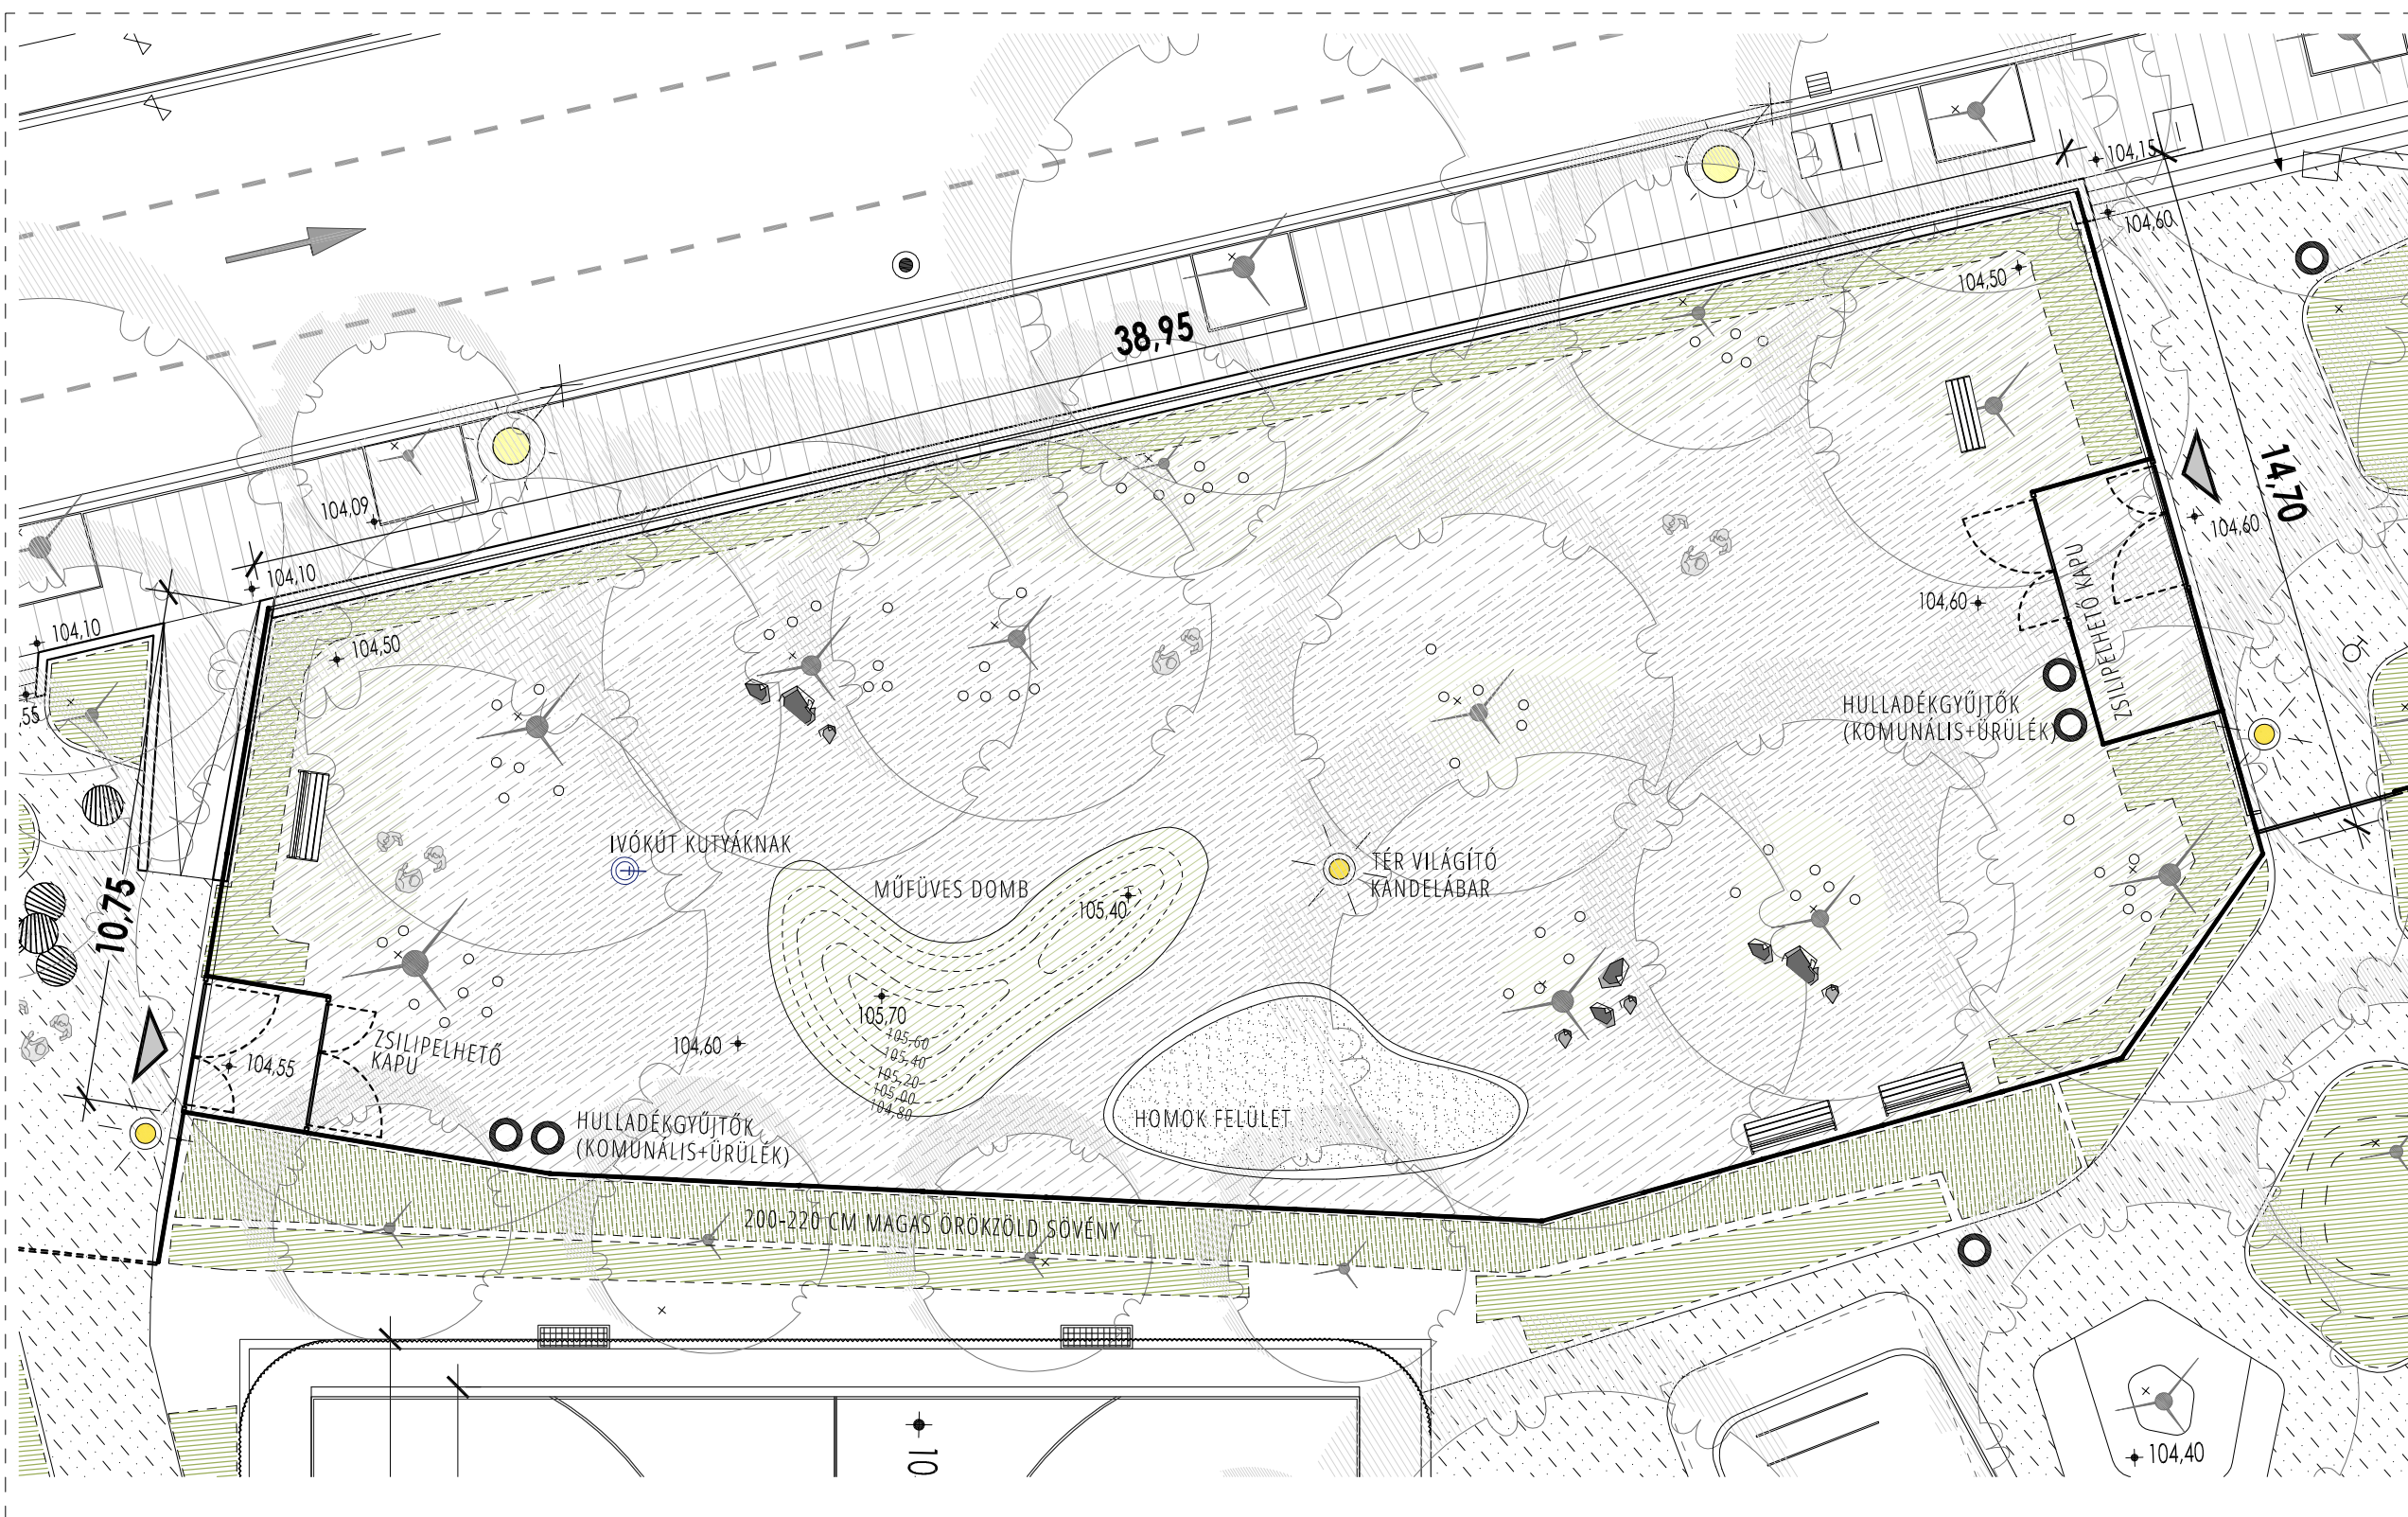 104,15
104,60
104,50
38,95
14,70
104,09
104,60
104,10
104,10
104,60
104,50
ZSILIPELHETŐ KAPU
,55
HULLADÉKGYŰJTŐK
(KOMUNÁLIS+ÜRÜLÉK)
IVÓKÚT KUTYÁKNAK
TÉR VILÁGÍTÓ
KANDELÁBAR
MŰFÜVES DOMB
105,40
10,75
105,70
105,60
105,40
105,20
105,00
104,80
104,60
ZSILIPELHETŐ
KAPU
104,55
HOMOK FELÜLET
HULLADÉKGYŰJTŐK
(KOMUNÁLIS+ÜRÜLÉK)
200-220 CM MAGAS ÖRÖKZÖLD SÖVÉNY
104,40
10